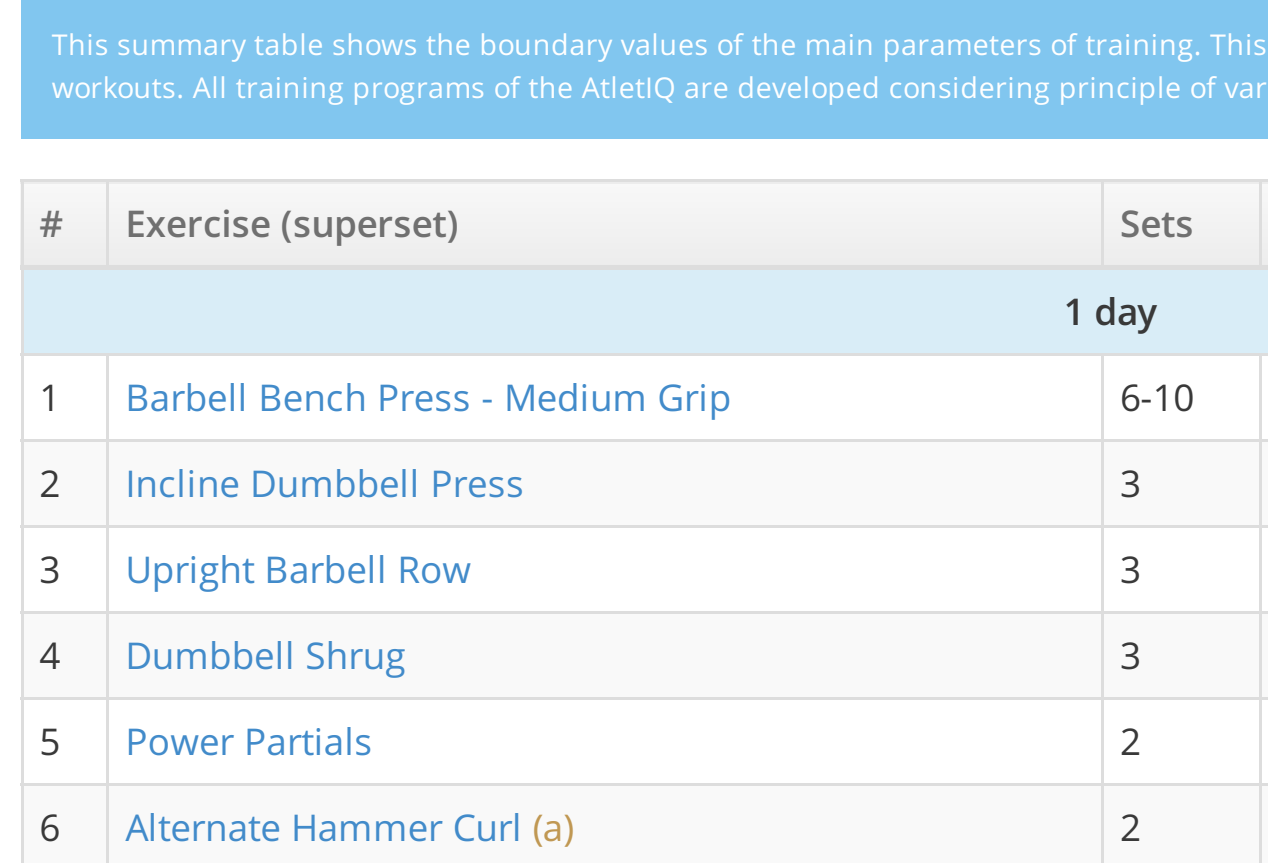 This summary table shows the boundary values of the main parameters of training. This
workouts. All training programs of the AtletIQ are developed considering principle of var
# Exercise (superset) Sets
1 day
1 Barbell Bench Press - Medium Grip 6-10
2 Incline Dumbbell Press 3
3 Upright Barbell Row 3
4 Dumbbell Shrug 3
5 Power Partials 2
6 Alternate Hammer Curl (a) 2